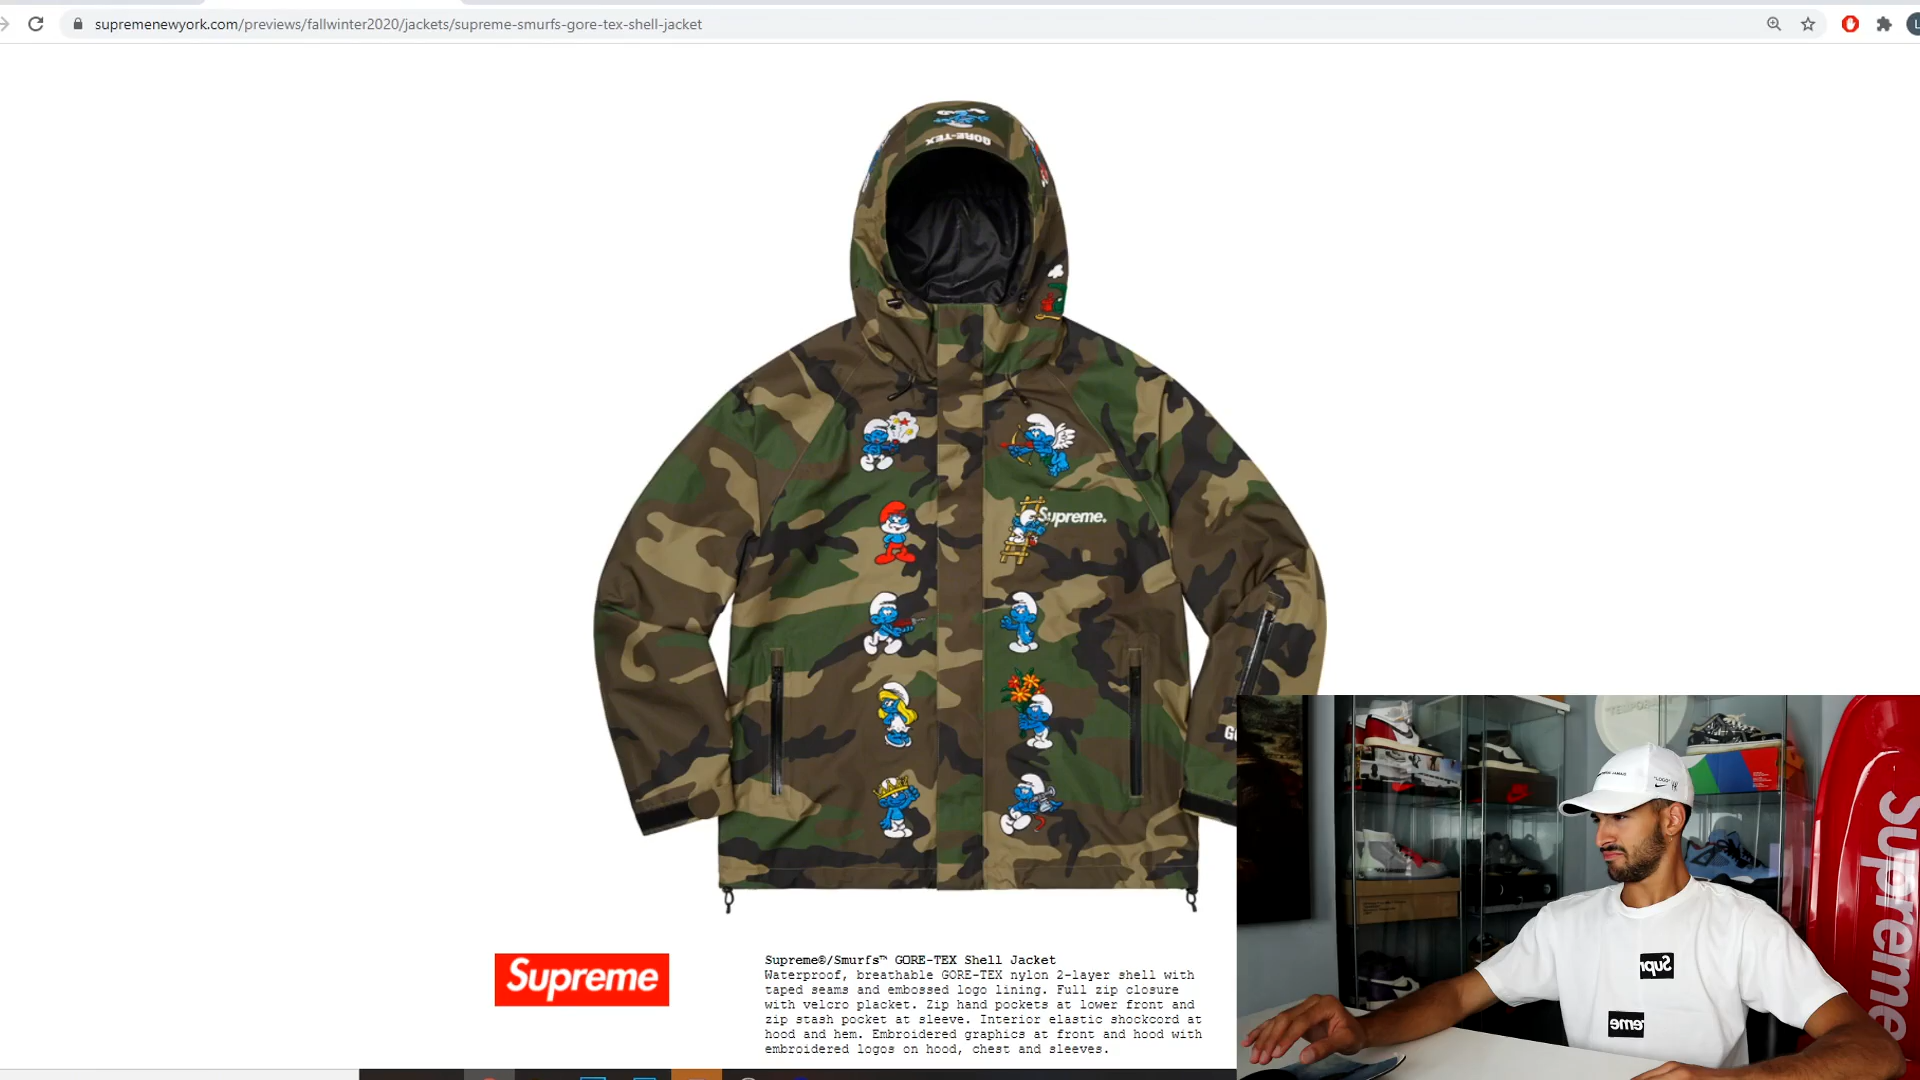 supremenewyork.com/previews/fallwinter2020/jackets/supreme-smurfs-gore-tex-shell-jacket
GORE-TEX
Supreme.
Supreme
Supreme®/Smurfs™ GORE-TEX Shell Jacket
Waterproof, breathable GORE-TEX nylon 2-layer shell with
taped seams and embossed logo lining. Full zip closure
with velcro placket. Zip hand pockets at lower front and
zip stash pocket at sleeve. Interior elastic shockcord at
hood and hem. Embroidered graphics at front and hood with
embroidered logos on hood, chest and sleeves.
"LOGO"
Supreme